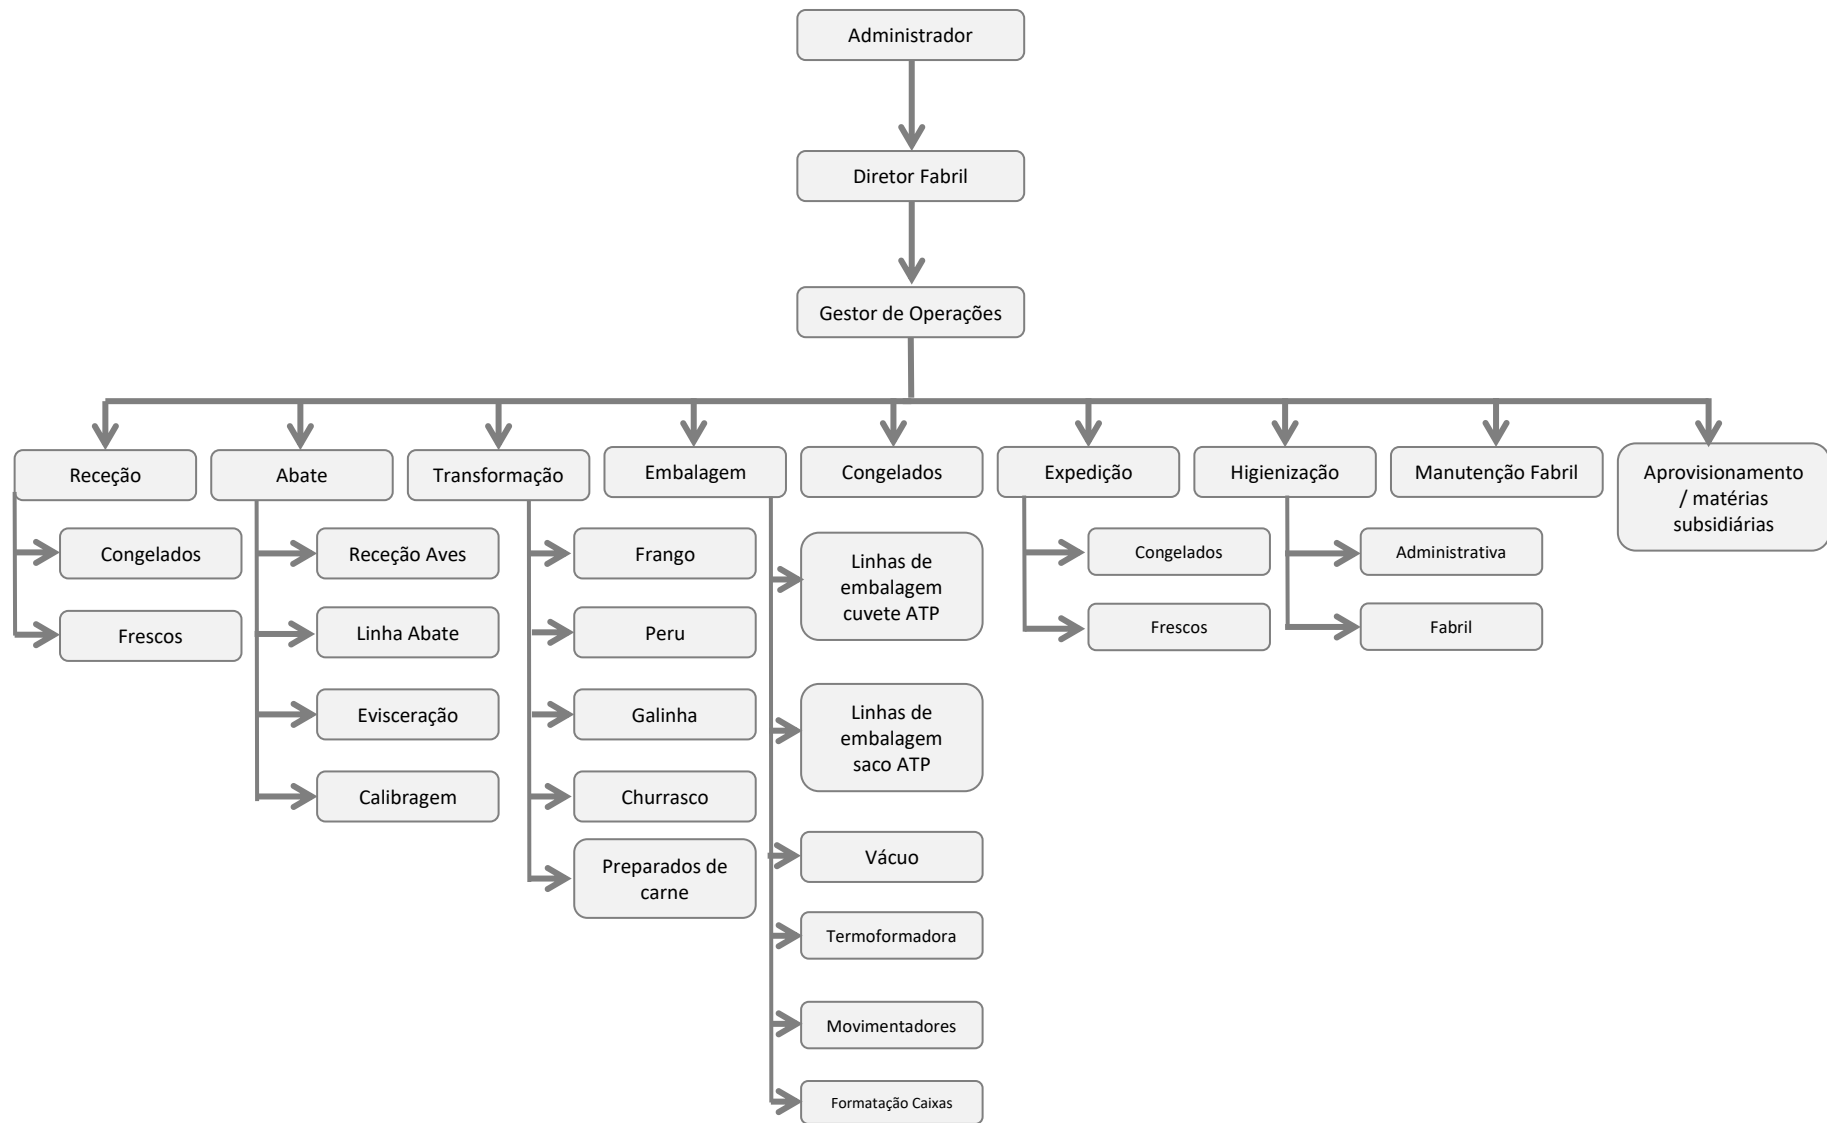 Administrador
Diretor Fabril
Gestor de Operações
Receção
Abate
Transformação
Embalagem
Congelados
Expedição
Higienização
Manutenção Fabril
Aprovisionamento
/ matérias
subsidiárias
Congelados
Frescos
Receção Aves
Linha Abate
Evisceração
Calibragem
Frango
Peru
Galinha
Churrasco
Preparados de
carne
Linhas de
embalagem
cuvete ATP
Linhas de
embalagem
saco ATP
Vácuo
Termoformadora
Movimentadores
Formatação Caixas
Congelados
Frescos
Administrativa
Fabril